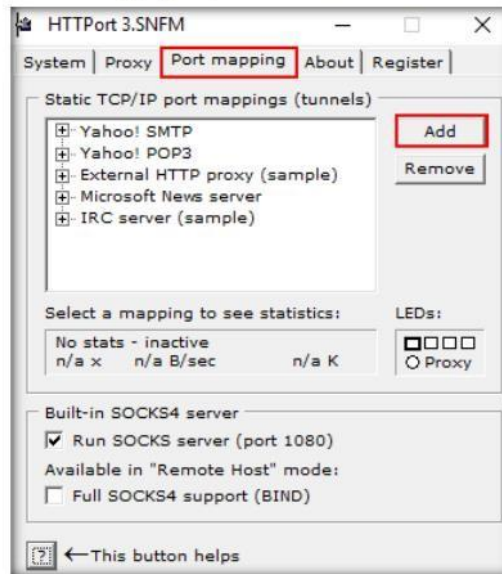 HTTPort 3.SNFM
System Proxy Port mapping About Register
Static TCP/IP port mappings (tunnels)
Yahoo! SMTP
Yahoo! POP3
External HTTP proxy (sample)
Microsoft News server
IRC server (sample)
Add
Remove
Select a mapping to see statistics:
No stats - inactive
n/a x n/a B/sec n/a K
LEDs:
Proxy
Built-in SOCKS4 server
Run SOCKS server (port 1080)
Available in "Remote Host" mode:
Full SOCKS4 support (BIND)
? ←This button helps